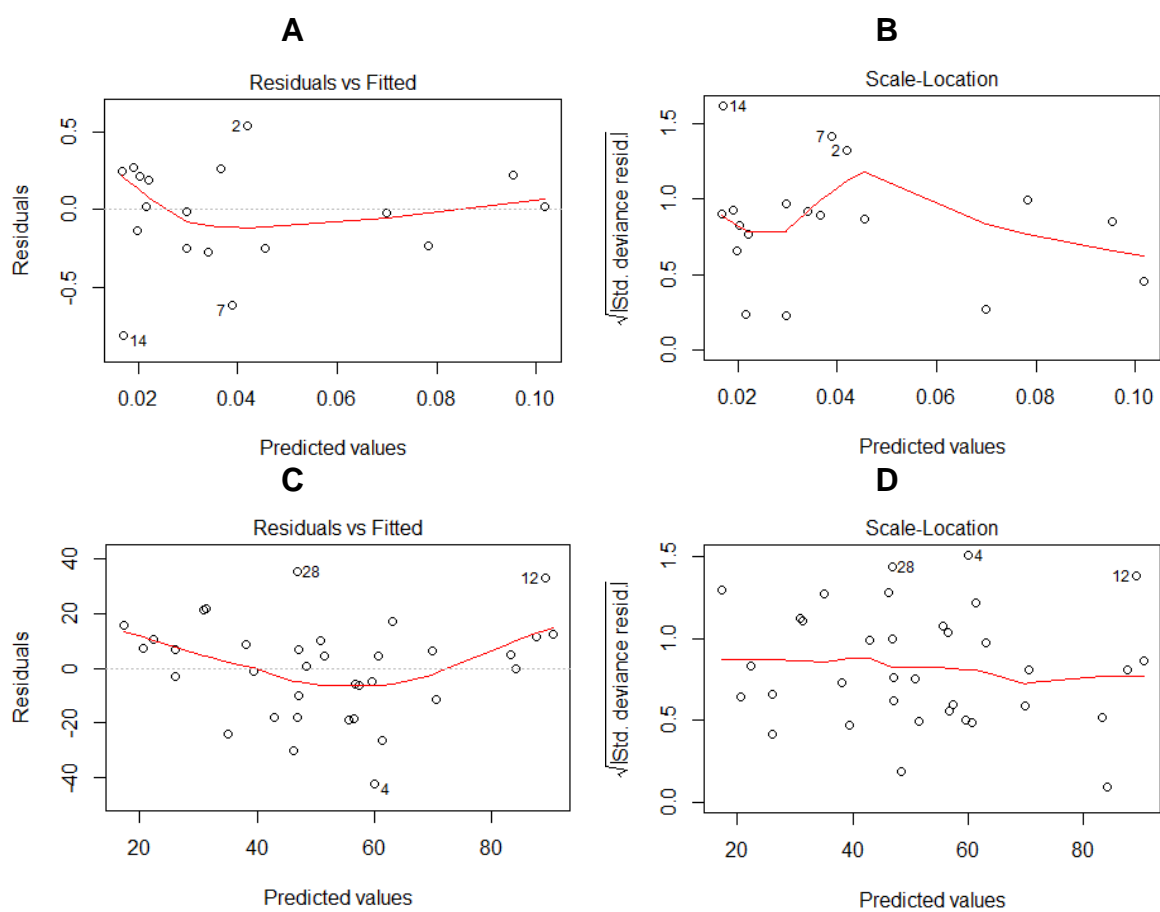 A
Residuals vs Fitted
Residuals
0.5
0.0
-0.5
2
7
14
0.02 0.04 0.06 0.08 0.10
Predicted values
B
Scale-Location
√|Std. deviance resid.|
1.5
1.0
0.5
0.0
14
7
2
0.02 0.04 0.06 0.08 0.10
Predicted values
C
Residuals vs Fitted
Residuals
40
20
0
-20
-40
28
12
4
20 40 60 80
Predicted values
D
Scale-Location
√|Std. deviance resid.|
1.5
1.0
0.5
0.0
28
4
12
20 40 60 80
Predicted values